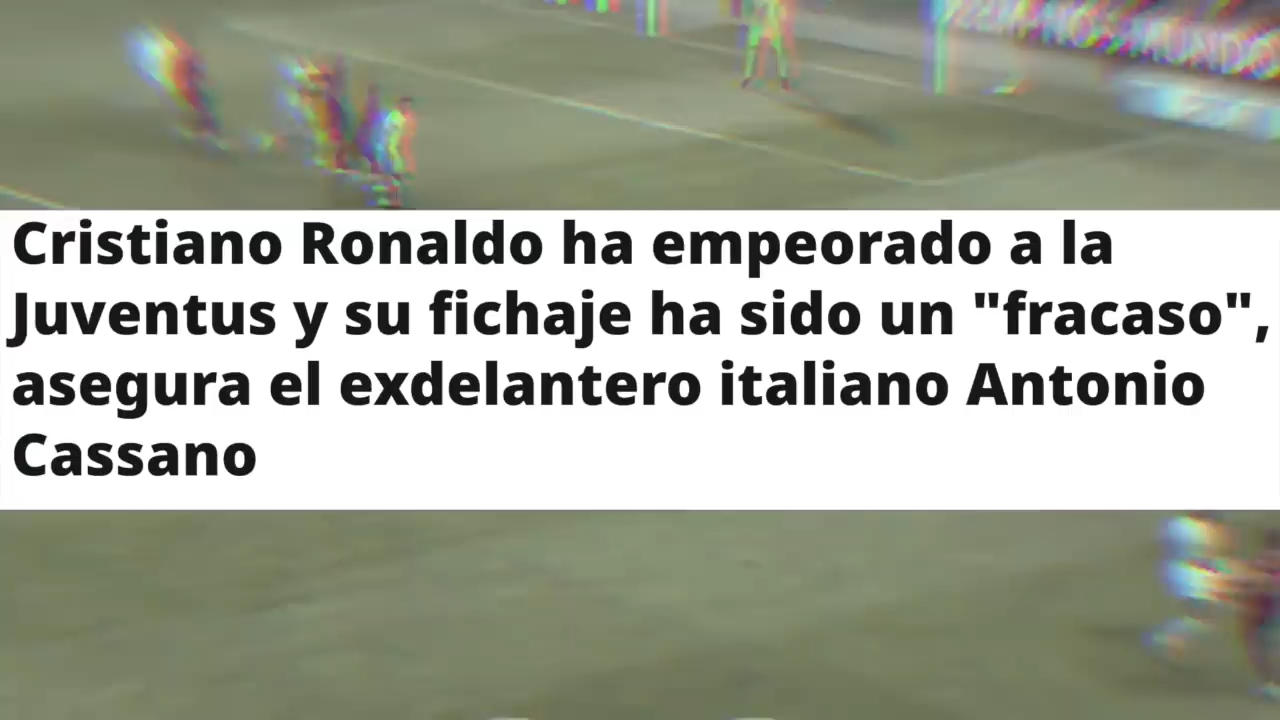 Cristiano Ronaldo ha empeorado a la
Juventus y su fichaje ha sido un "fracaso",
asegura el exdelantero italiano Antonio
Cassano